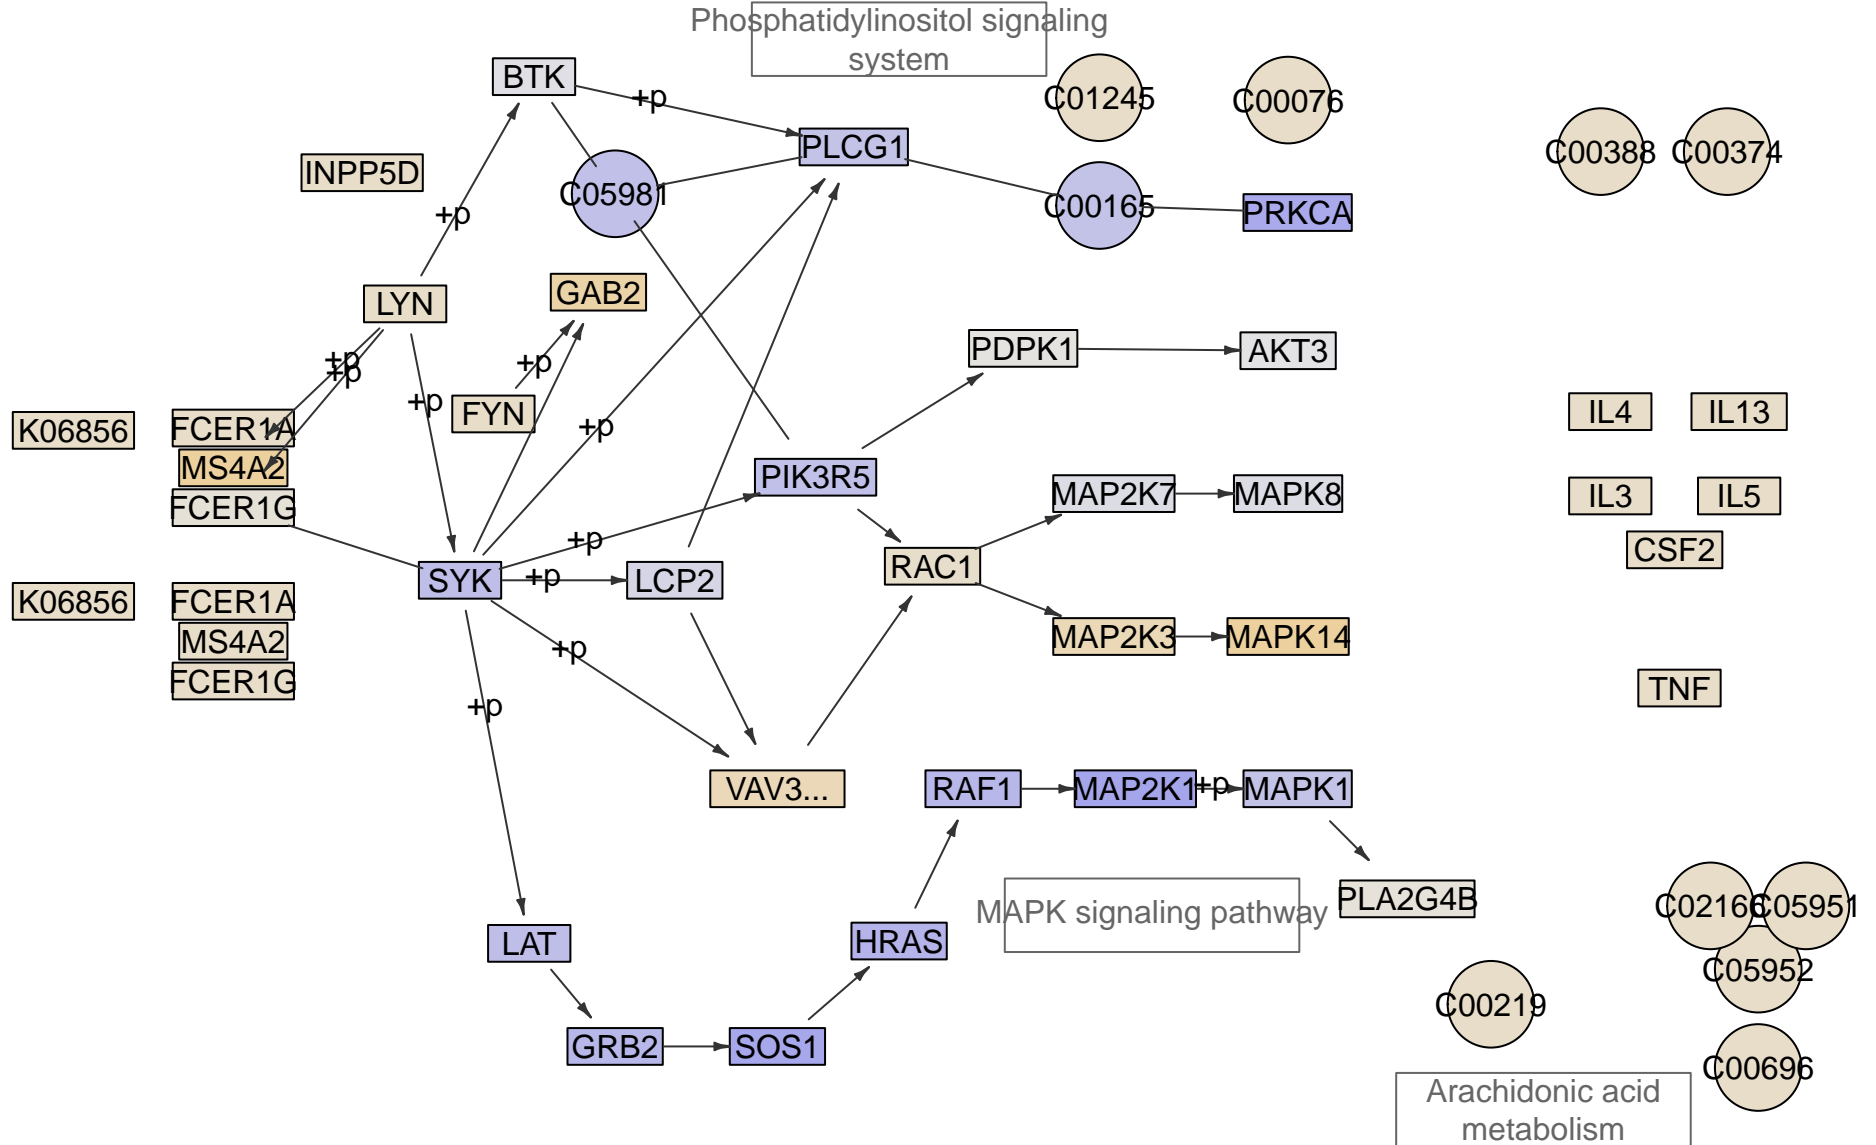 Phosphatidylinositol signaling
system
BTK
+p
C01245
C00076
PLCG1
C00388
C00374
INPP5D
C05981
C00165
PRKCA
+p
LYN
GAB2
+p
+p
+p
PDPK1
AKT3
+p
FYN
+p
K06856
FCER1A
MS4A2
FCER1G
IL4
IL13
PIK3R5
MAP2K7
MAPK8
IL3
IL5
+p
CSF2
SYK
+p
LCP2
RAC1
K06856
FCER1A
MS4A2
FCER1G
+p
MAP2K3
MAPK14
TNF
+p
VAV3...
RAF1
MAP2K1
+p
MAPK1
PLA2G4B
MAPK signaling pathway
C02166
C05951
LAT
HRAS
C05952
C00219
GRB2
SOS1
C00696
Arachidonic acid
metabolism